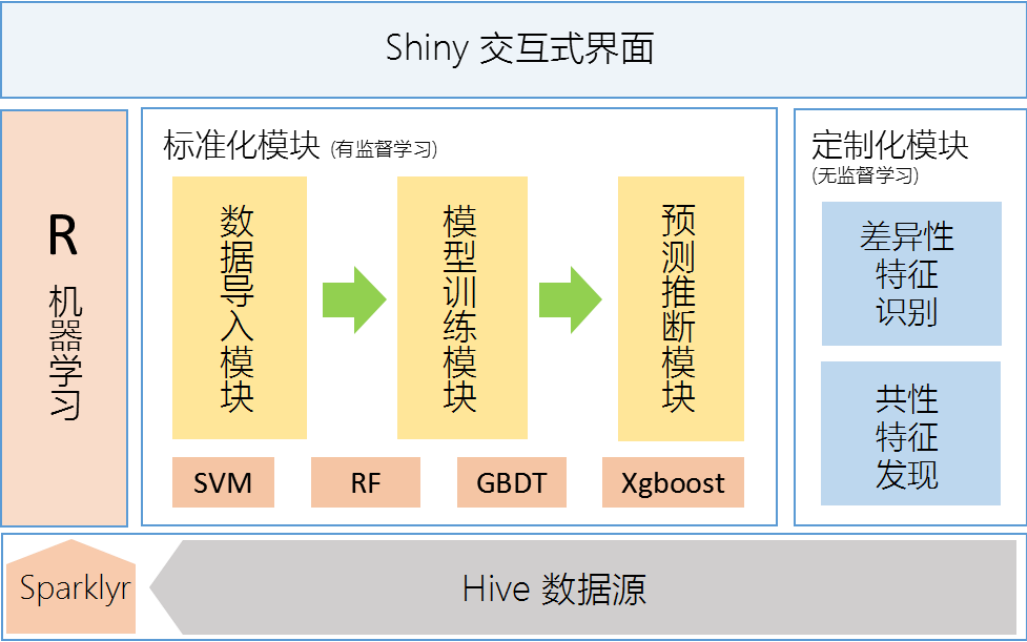 Shiny 交互式界面
R
机器学习
标准化模块 (有监督学习)
数据导入模块
模型训练模块
预测推断模块
SVM
RF
GBDT
Xgboost
定制化模块
(无监督学习)
差异性
特征
识别
共性
特征
发现
Sparklyr
Hive 数据源